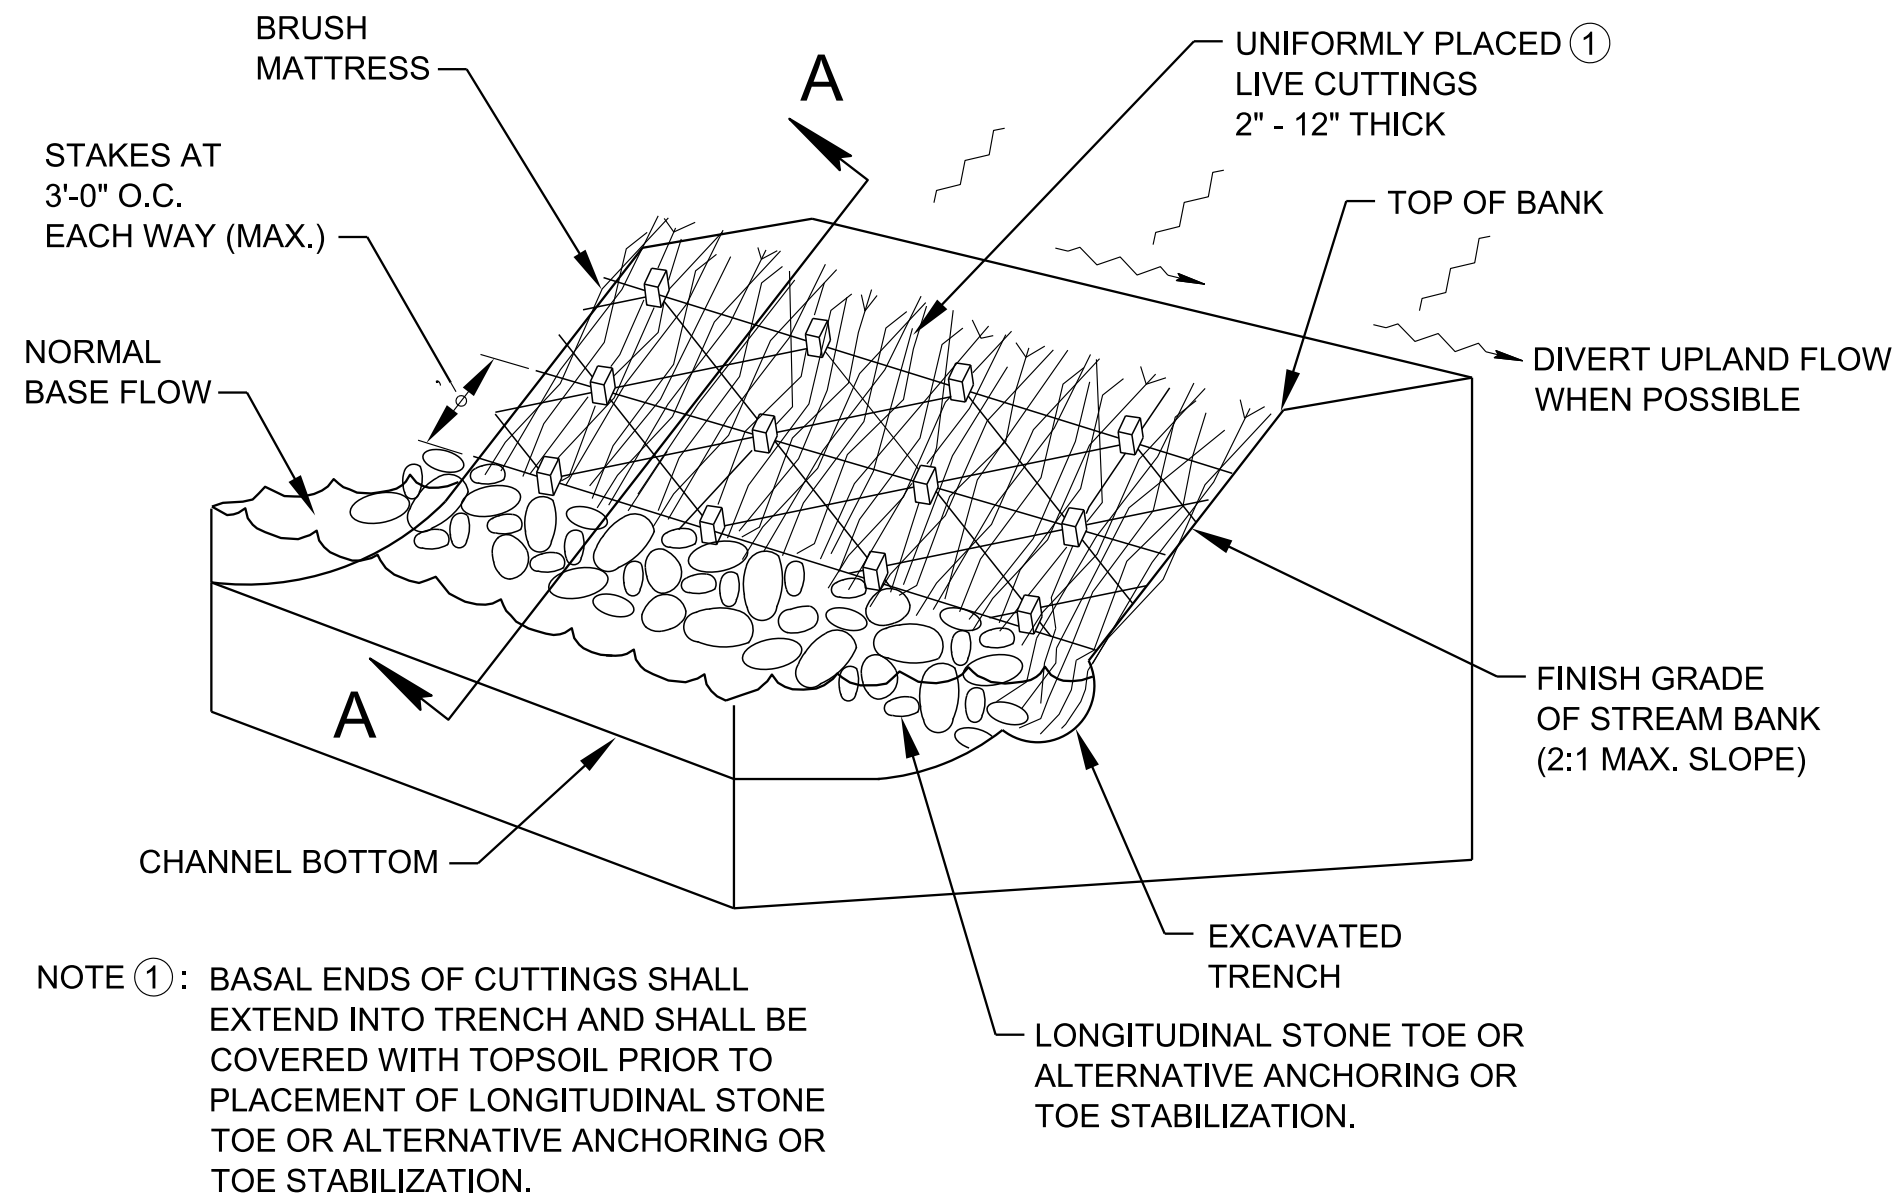 BRUSH
MATTRESS
A
UNIFORMLY PLACED ①
LIVE CUTTINGS
2" - 12" THICK
STAKES AT
3'-0" O.C.
EACH WAY (MAX.)
TOP OF BANK
NORMAL
BASE FLOW
DIVERT UPLAND FLOW
WHEN POSSIBLE
A
FINISH GRADE
OF STREAM BANK
(2:1 MAX. SLOPE)
CHANNEL BOTTOM
EXCAVATED
TRENCH
LONGITUDINAL STONE TOE OR
ALTERNATIVE ANCHORING OR
TOE STABILIZATION.
NOTE ①: BASAL ENDS OF CUTTINGS SHALL
EXTEND INTO TRENCH AND SHALL BE
COVERED WITH TOPSOIL PRIOR TO
PLACEMENT OF LONGITUDINAL STONE
TOE OR ALTERNATIVE ANCHORING OR
TOE STABILIZATION.